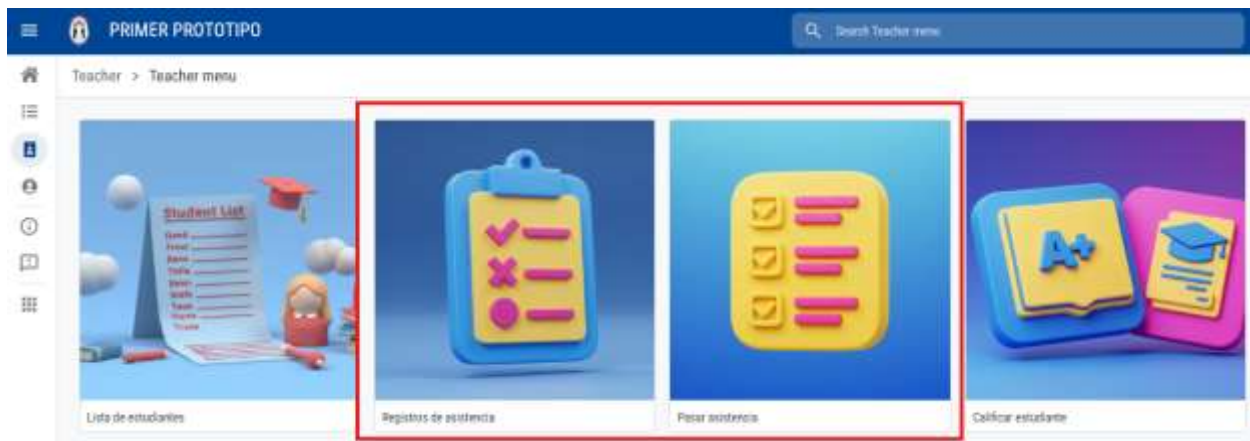 PRIMER PROTOTIPO
Search Teacher menu
Teacher > Teacher menu
Student List
A+
Lista de estudiantes
Registros de asistencia
Pasar asistencia
Calificar estudiante